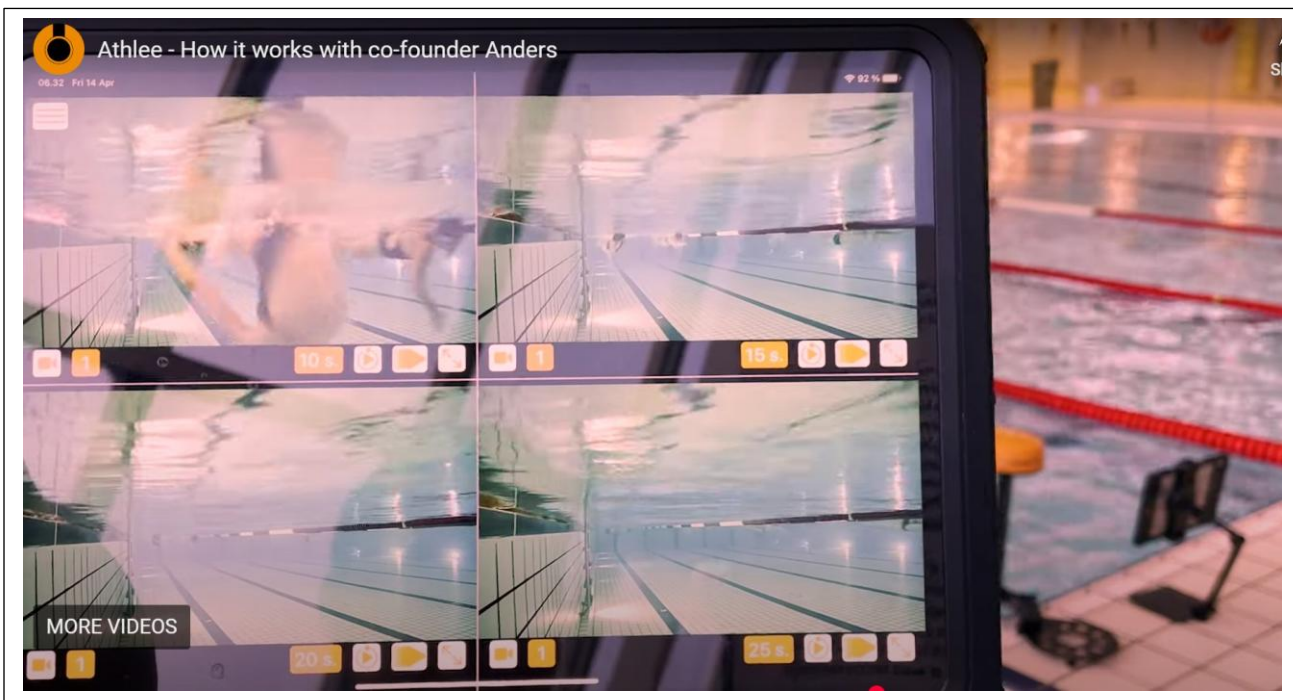 Athlee - How it works with co-founder Anders
06.32 Fri 14 Apr
92 %
1
10 s.
1
15 s.
MORE VIDEOS
1
20 s.
1
25 s.